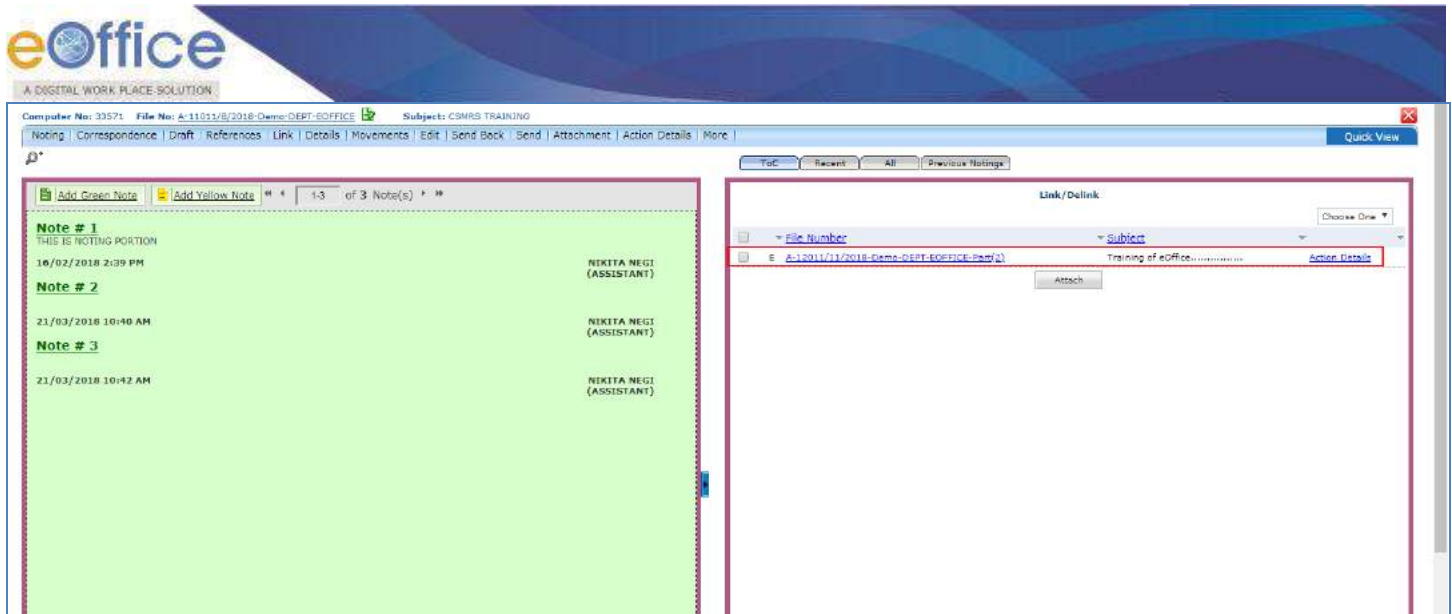 eOffice
A DIGITAL WORK PLACE SOLUTION
Computer No: 33571 File No: A-11011/8/2018-Demo-DEPT-EOFFICE Subject: CSMRS TRAINING
Noting | Correspondence | Draft | References | Link | Details | Movements | Edit | Send Back | Send | Attachment | Action Details | More |
Quick View
ToC Recent All Previous Notings
Add Green Note Add Yellow Note 1-3 of 3 Note(s)
Link/Delink
Choose One
File Number Subject
E A-12011/11/2018-Demo-DEPT-EOFFICE-Part(2) Training of eOffice................ Action Details
Attach
Note # 1
THIS IS NOTING PORTION
16/02/2018 2:39 PM NIKITA NEGI
(ASSISTANT)
Note # 2
21/03/2018 10:40 AM NIKITA NEGI
(ASSISTANT)
Note # 3
21/03/2018 10:42 AM NIKITA NEGI
(ASSISTANT)